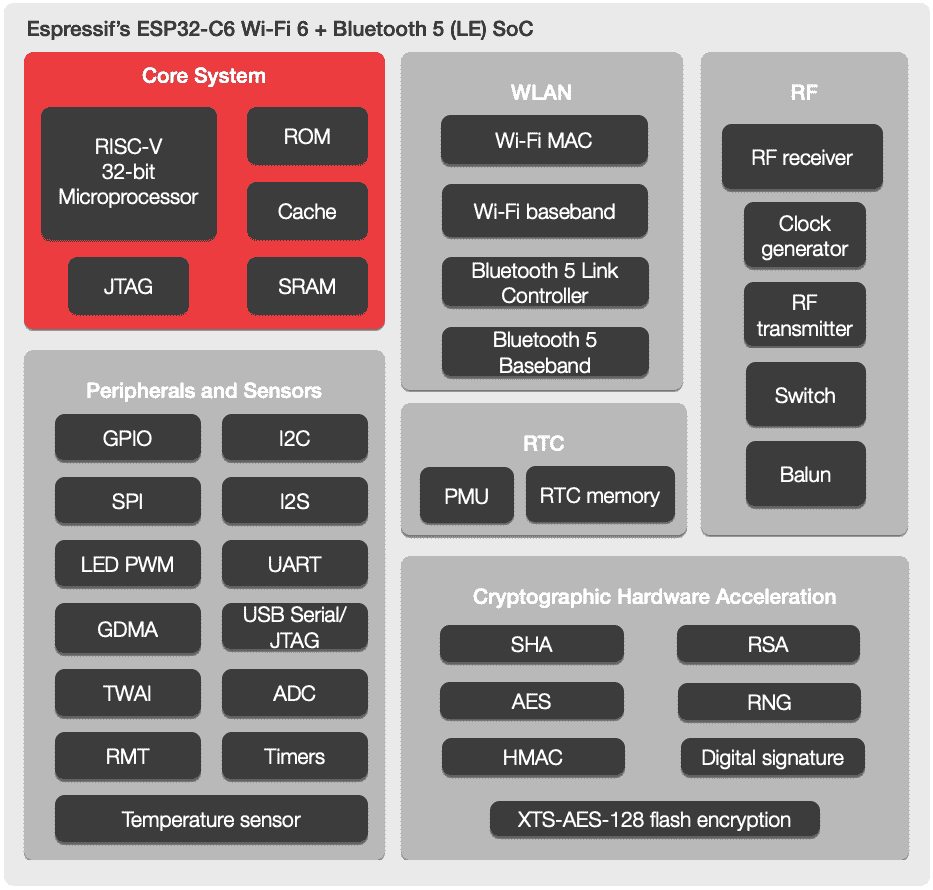 Espressif’s ESP32-C6 Wi-Fi 6 + Bluetooth 5 (LE) SoC
Core System
RISC-V
32-bit
Microprocessor
ROM
Cache
JTAG
SRAM
WLAN
Wi-Fi MAC
Wi-Fi baseband
Bluetooth 5 Link
Controller
Bluetooth 5
Baseband
RF
RF receiver
Clock
generator
RF
transmitter
Switch
Balun
Peripherals and Sensors
GPIO
I2C
SPI
I2S
LED PWM
UART
GDMA
USB Serial/
JTAG
TWAI
ADC
RMT
Timers
Temperature sensor
RTC
PMU
RTC memory
Cryptographic Hardware Acceleration
SHA
RSA
AES
RNG
HMAC
Digital signature
XTS-AES-128 flash encryption